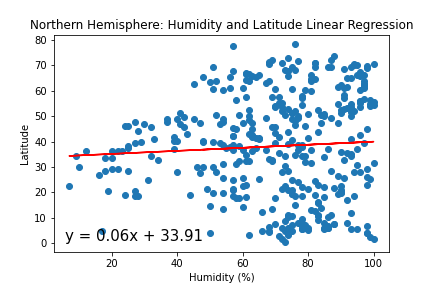 Northern Hemisphere: Humidity and Latitude Linear Regression
80
70
60
50
40
30
20
10
0
Latitude
y = 0.06x + 33.91
20 40 60 80 100
Humidity (%)